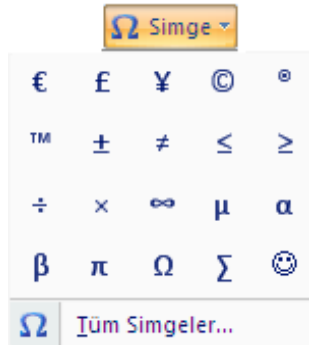 Ω Simge
€ £ ¥ © ®
™ ± ≠ ≤ ≥
÷ × ∞ µ α
β π Ω ∑ ☺
Ω Tüm Simgeler...